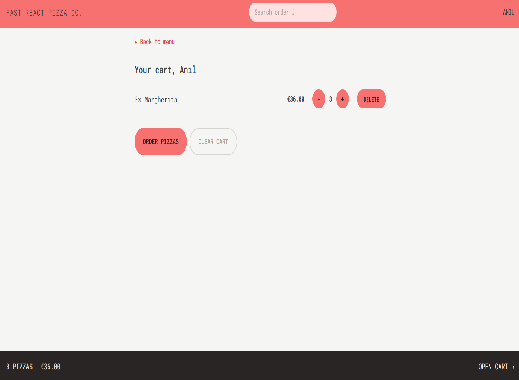 FAST REACT PIZZA CO.
Search order #
ANIL
← Back to menu
Your cart, Anil
3× Margherita
€36.00
-
3
+
DELETE
ORDER PIZZAS
CLEAR CART
3 PIZZAS €36.00
OPEN CART →